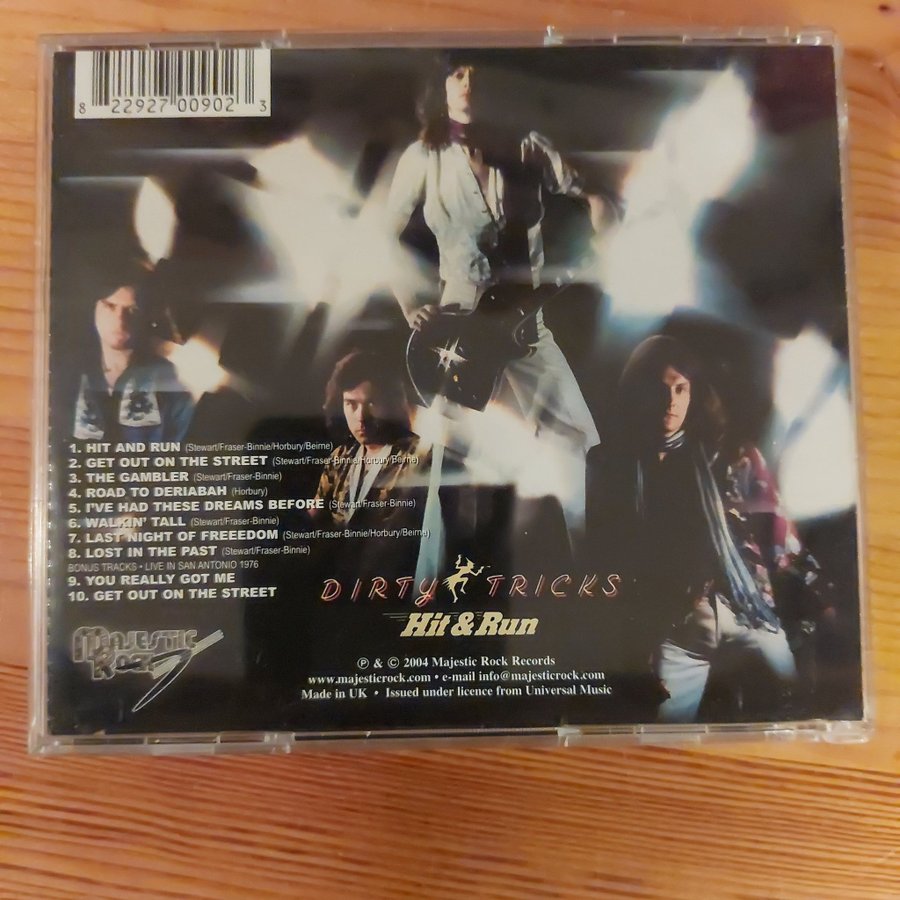 8 22927 00902 3
1. HIT AND RUN (Stewart/Fraser-Binnie/Horbury/Beirne)
2. GET OUT ON THE STREET (Stewart/Fraser-Binnie/Horbury/Beirne)
3. THE GAMBLER (Stewart/Fraser-Binnie)
4. ROAD TO DERIABAH (Horbury)
5. I'VE HAD THESE DREAMS BEFORE (Stewart/Fraser-Binnie)
6. WALKIN' TALL (Stewart/Fraser-Binnie)
7. LAST NIGHT OF FREEEDOM (Stewart/Fraser-Binnie/Horbury/Beirne)
8. LOST IN THE PAST (Stewart/Fraser-Binnie)
BONUS TRACKS • LIVE IN SAN ANTONIO 1976
9. YOU REALLY GOT ME
10. GET OUT ON THE STREET
DIRTY TRICKS
Hit & Run
MAJESTIC
ROCK
℗ & © 2004 Majestic Rock Records
www.majesticrock.com • e-mail info@majesticrock.com
Made in UK • Issued under licence from Universal Music